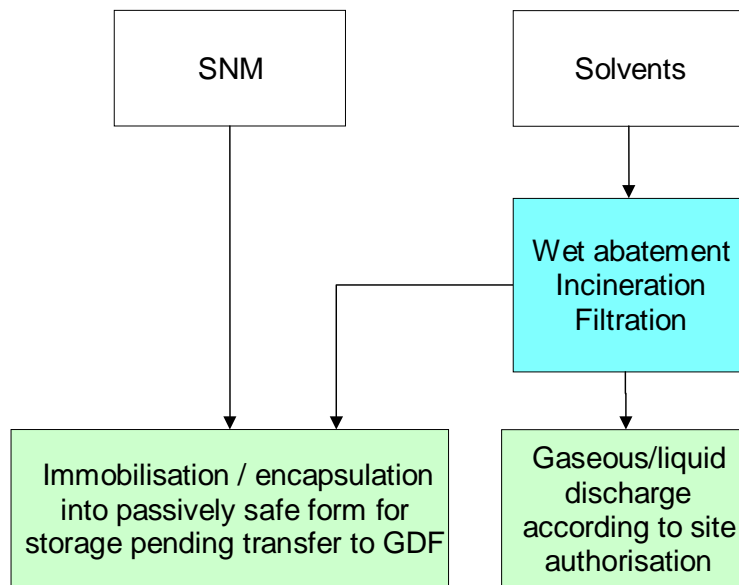 SNM
Solvents
Wet abatement
Incineration
Filtration
Immobilisation / encapsulation
into passively safe form for
storage pending transfer to GDF
Gaseous/liquid
discharge
according to site
authorisation